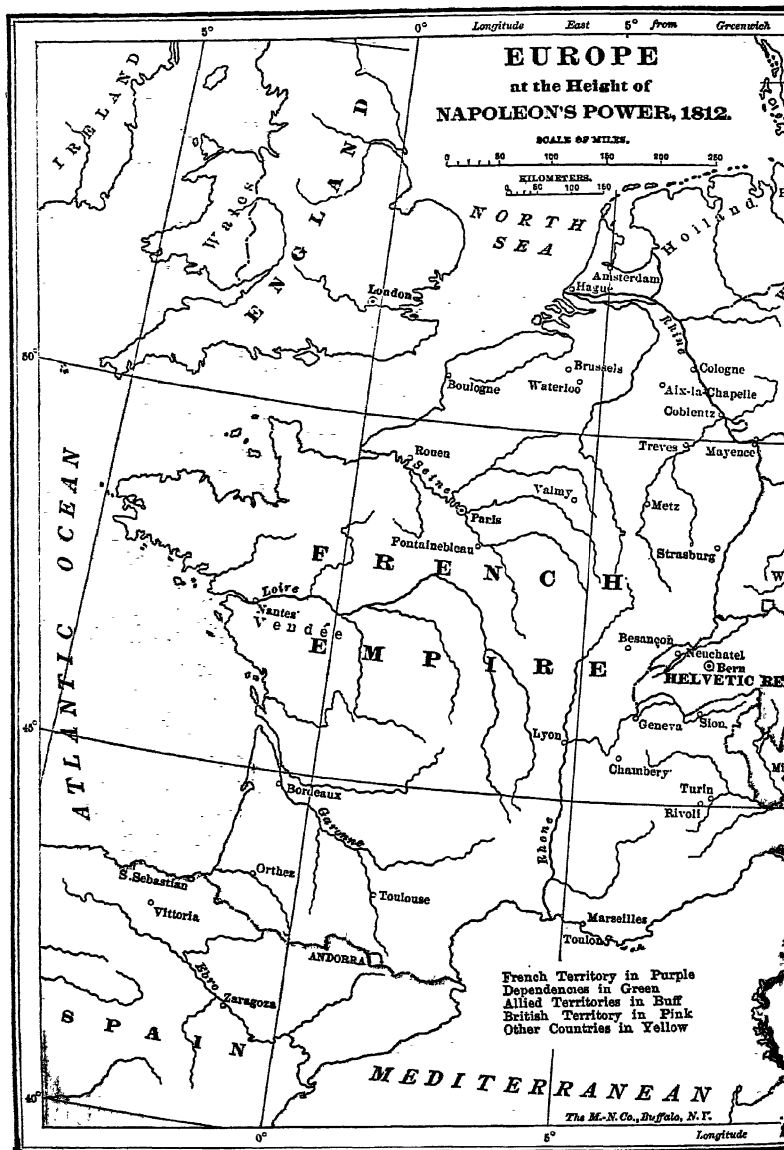 5° 0° Longitude East 5° from Greenwich
EUROPE
at the Height of
NAPOLEON'S POWER, 1812.
SCALE OF MILES.
0 50 100 200 250
KILOMETERS.
0 50 100 150
IRELAND
ENGLAND
Wales
NORTH
SEA
Holland
Amsterdam
Hague
London
Rhine
50°
Boulogne
Brussels
Waterloo
Cologne
Aix-la-Chapelle
Coblentz
Treves
Mayence
ATLANTIC OCEAN
Rouen
Seine
Paris
Valmy
Metz
Fontainebleau
Strasburg
FRENCH
Loire
Nantes
Vendée
EMPIRE
Besançon
Neuchatel
Bern
HELVETIC RE
45°
Lyon
Geneva
Sion
Chambery
Bordeaux
Garonne
Turin
Rivoli
Rhone
S. Sebastian
Orthez
Vittoria
Toulouse
Marseilles
Toulon
ANDORRA
Ebro
Zaragoza
SPAIN
French Territory in Purple
Dependencies in Green
Allied Territories in Buff
British Territory in Pink
Other Countries in Yellow
MEDITERRANEAN
40°
The M.-N. Co., Buffalo, N.Y.
0° 5° Longitude